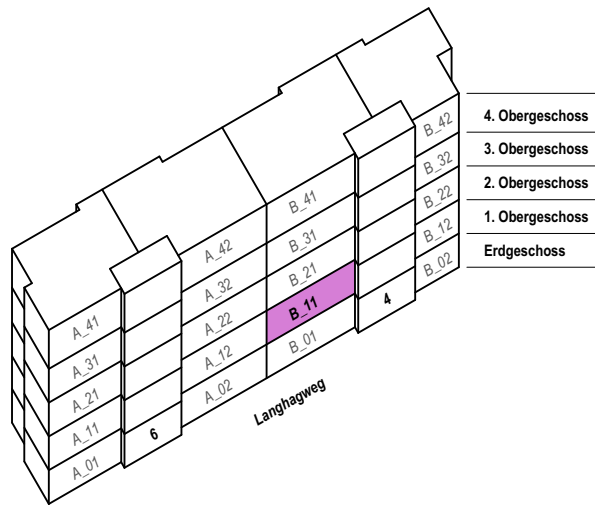 4. Obergeschoss
3. Obergeschoss
2. Obergeschoss
1. Obergeschoss
Erdgeschoss
B_42
B_32
B_22
B_12
B_02
B_41
B_31
B_21
B_11
B_01
4
A_42
A_32
A_22
A_12
A_02
Langhagweg
A_41
A_31
A_21
A_11
A_01
6